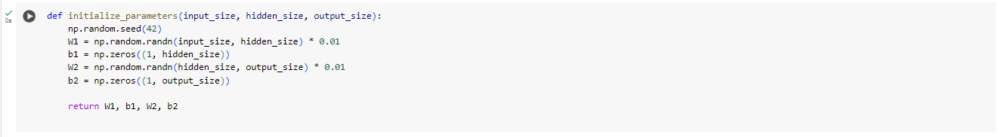 0s
def initialize_parameters(input_size, hidden_size, output_size):
    np.random.seed(42)
    W1 = np.random.randn(input_size, hidden_size) * 0.01
    b1 = np.zeros((1, hidden_size))
    W2 = np.random.randn(hidden_size, output_size) * 0.01
    b2 = np.zeros((1, output_size))

    return W1, b1, W2, b2